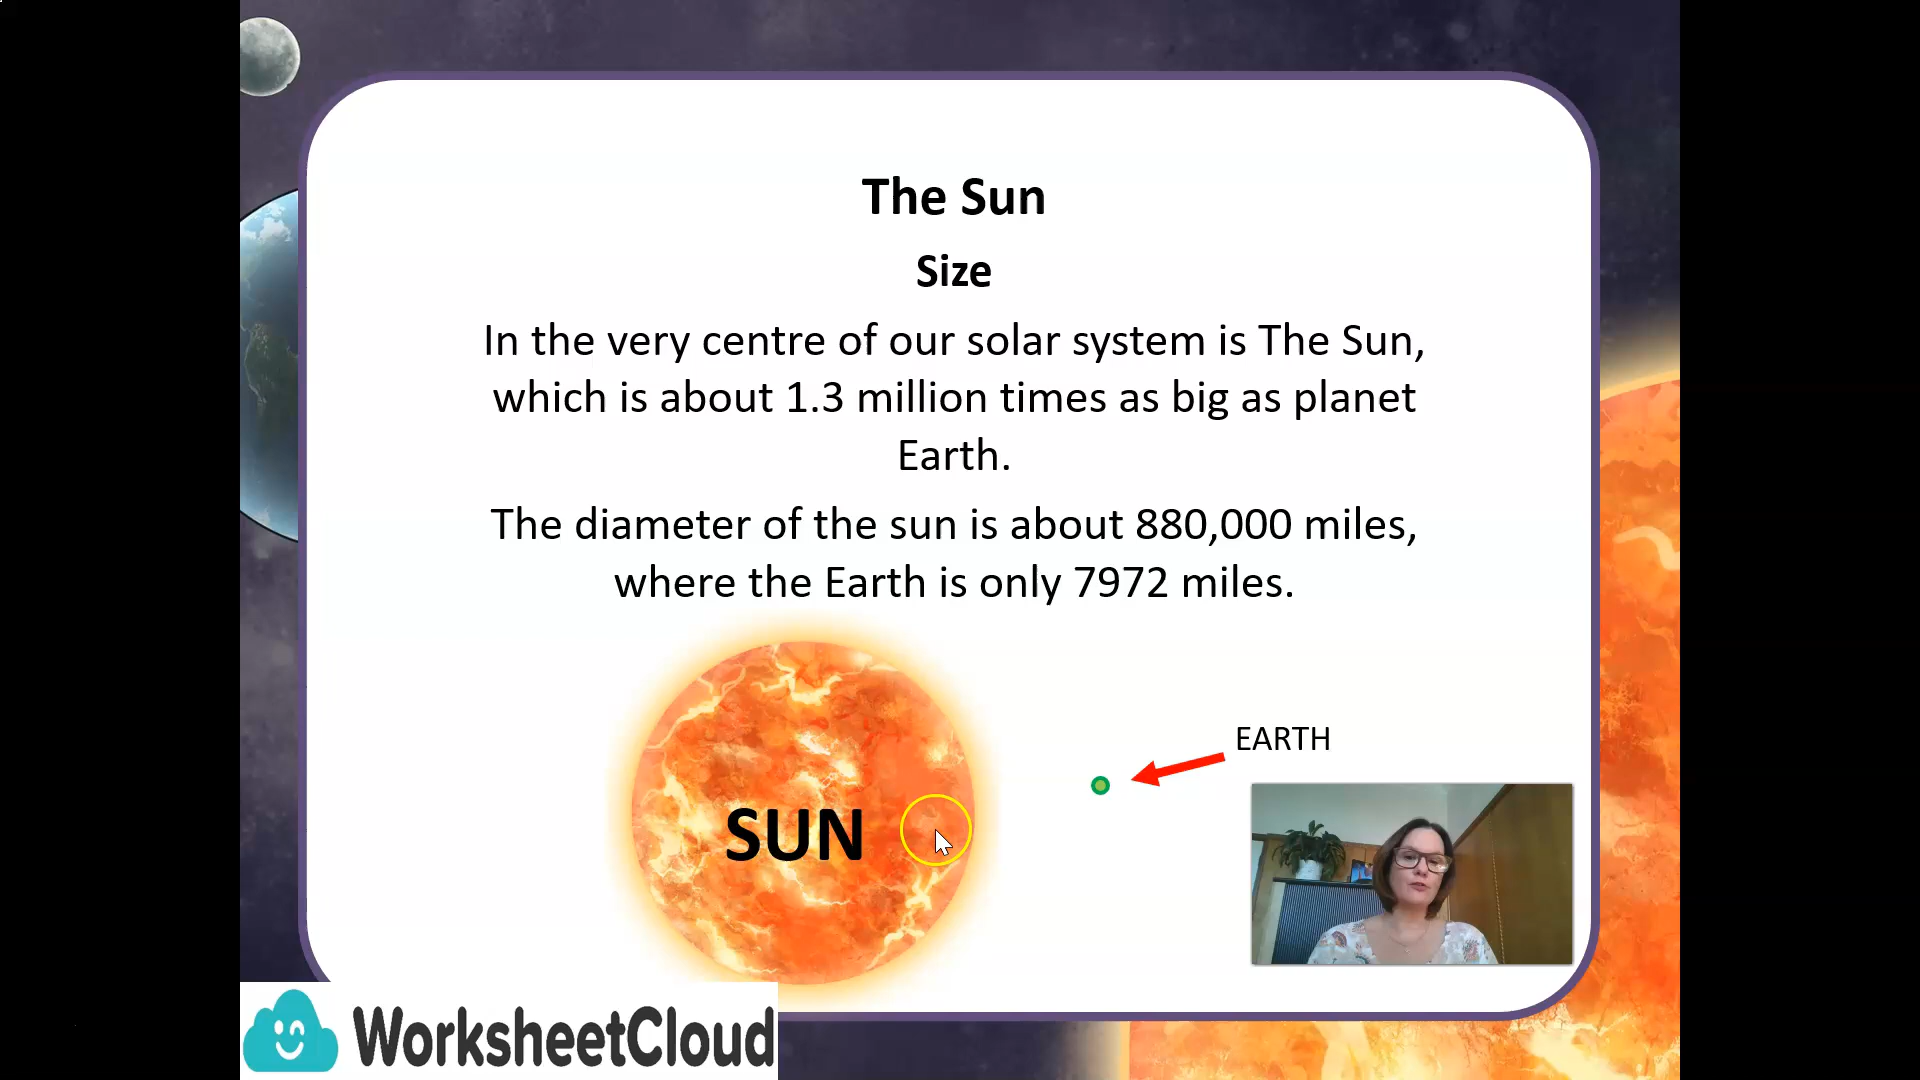 The Sun
Size
In the very centre of our solar system is The Sun,
which is about 1.3 million times as big as planet
Earth.
The diameter of the sun is about 880,000 miles,
where the Earth is only 7972 miles.
EARTH
SUN
WorksheetCloud